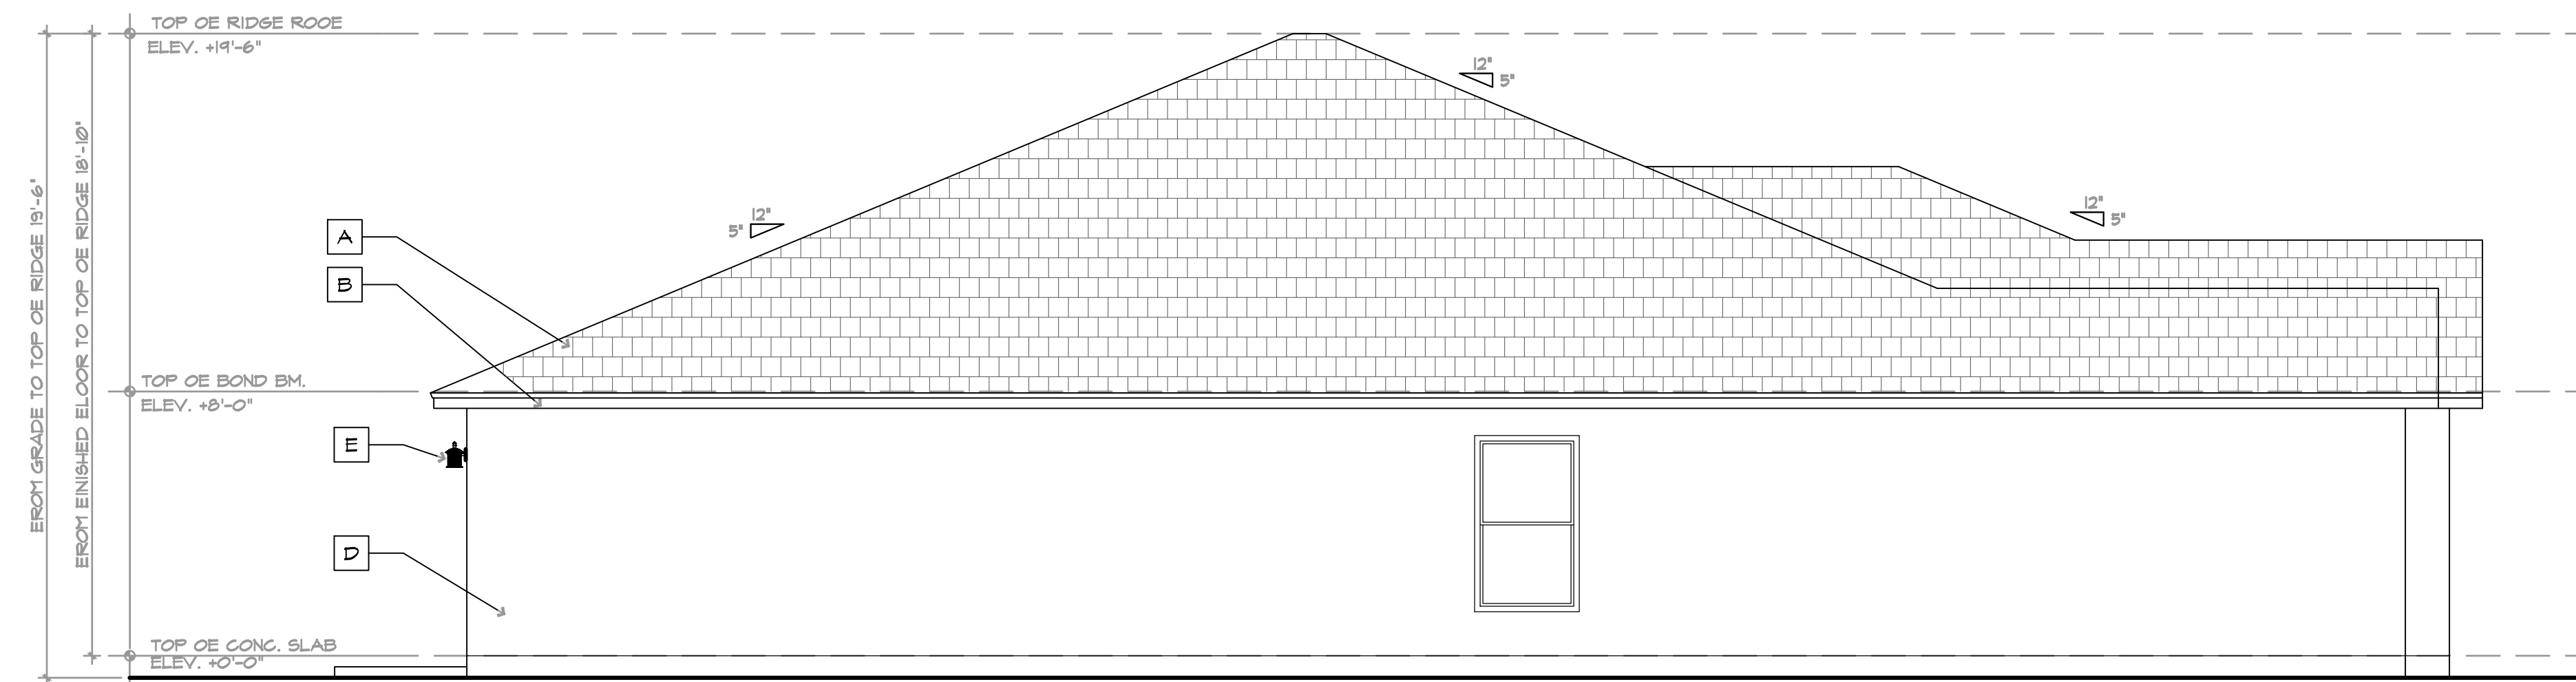 TOP OE RIDGE ROOE
ELEV. +19'-6"
12"
5"
12"
5"
12"
5"
A
B
TOP OE BOND BM.
ELEV. +8'-0"
E
D
TOP OE CONC. SLAB
ELEV. +0'-0"
EROM GRADE TO TOP OE RIDGE 19'-6"
EROM EINISHED ELOOR TO TOP OE RIDGE 18'-10"